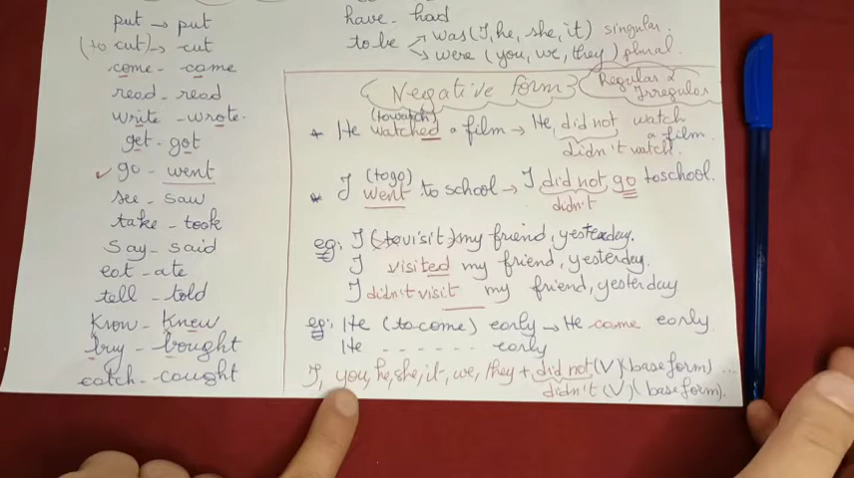 put → put
(to cut) → cut
come - come
read - read
write - wrote.
get - got
✓ go - went
see - saw
take - took
say - said
eat - ate
tell - told
Know - Knew
buy - bought
catch - caught
have - had
to be was (I, he, she, it) singular.
were (you, we, they) plural.
Negative form
Regular &
Irregular
(to watch)
* He watched a film → He, did not watch
a film.
didn't watch.
(to go)
* I went to school → I did not go to school.
didn't
eg: I (to visit) my friend, yesterday.
I visited my friend, yesterday.
I didn't visit my friend, yesterday
eg: He (to come) early → He came early
He - - - - - - early
I, you, he, she, it, we, they + did not (V)(base form) ...
didn't (V)(base form).